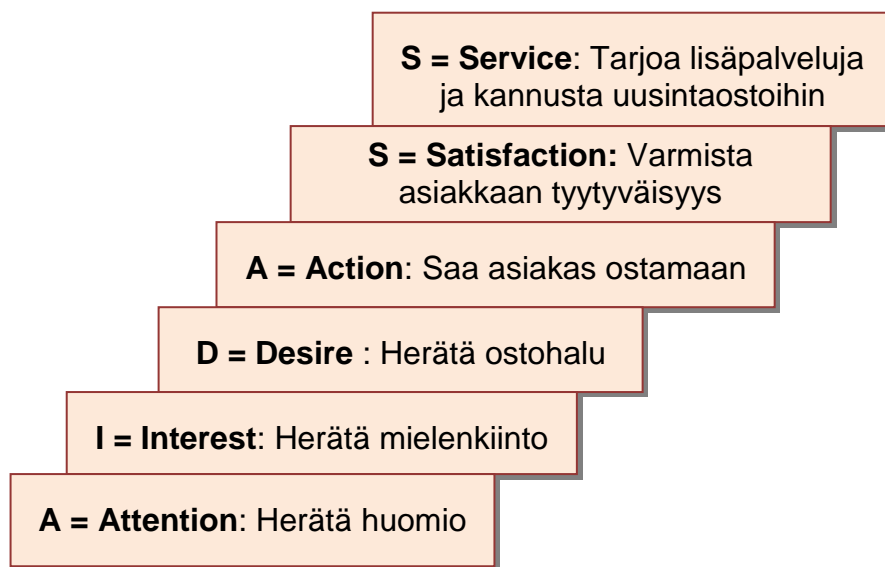 S = Service: Tarjoa lisäpalveluja
ja kannusta uusintaostoihin
S = Satisfaction: Varmista
asiakkaan tyytyväisyys
A = Action: Saa asiakas ostamaan
D = Desire : Herätä ostohalu
I = Interest: Herätä mielenkiinto
A = Attention: Herätä huomio